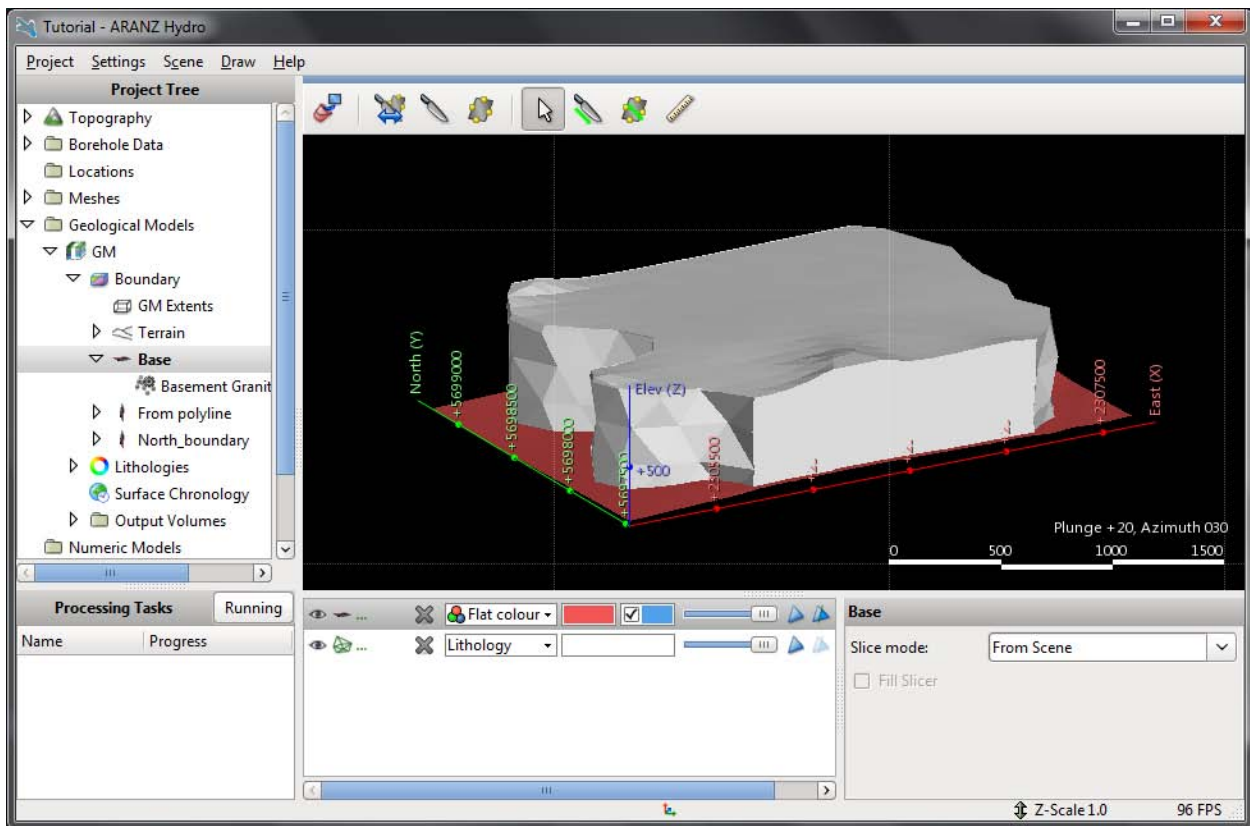 Tutorial - ARANZ Hydro
Project Settings Scene Draw Help
Project Tree
Topography
Borehole Data
Locations
Meshes
Geological Models
GM
Boundary
GM Extents
Terrain
Base
Basement Granit
From polyline
North_boundary
Lithologies
Surface Chronology
Output Volumes
Numeric Models
North (Y)
+5699000
+5698500
+5698000
+5697500
Elev (Z)
+500
+2305500
+2307500
East (X)
Plunge +20, Azimuth 030
0 500 1000 1500
Processing Tasks Running
Name Progress
... Flat colour
... Lithology
Base
Slice mode: From Scene
Fill Slicer
Z-Scale 1.0 96 FPS